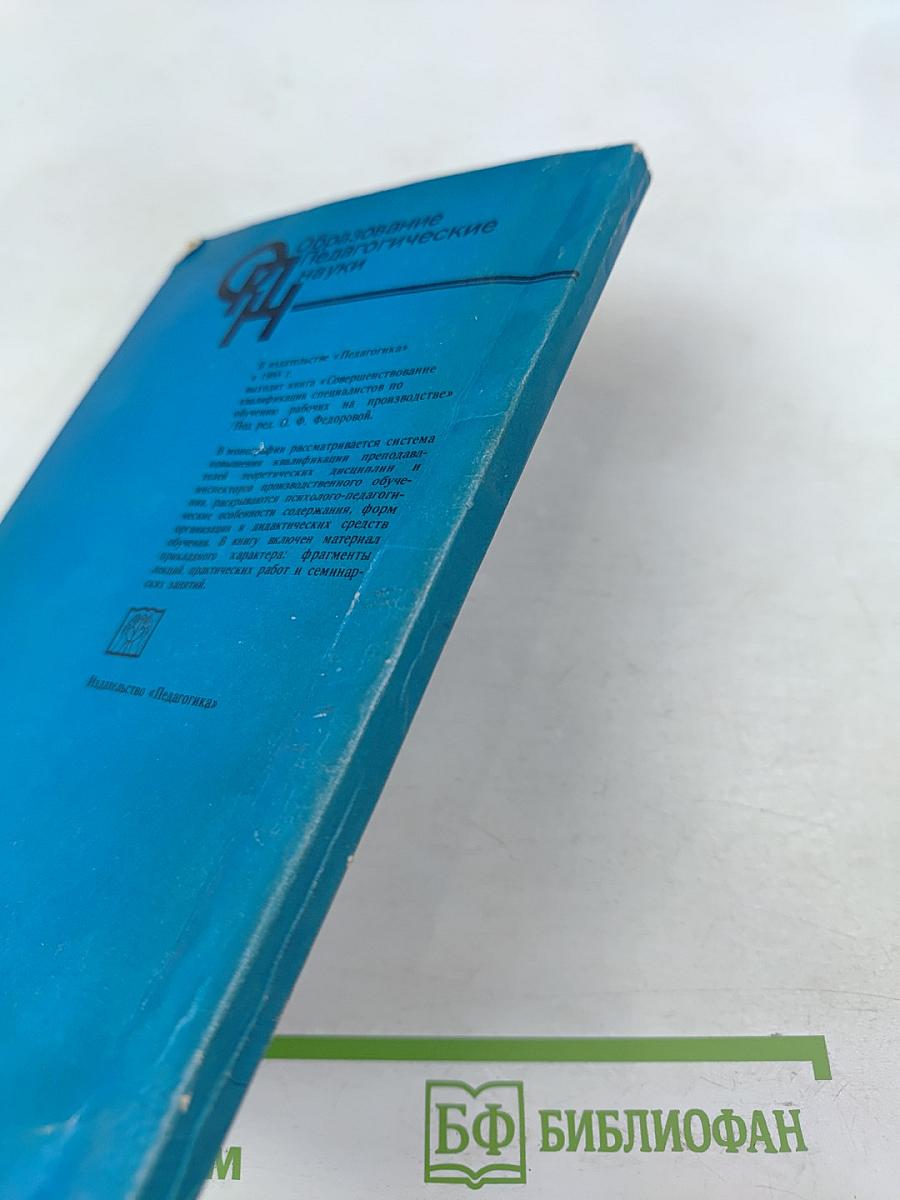 Образование
Педагогические
науки
В издательстве «Педагогика»
в г.
выходит книга «Совершенствование
квалификации специалистов по
обучению рабочих на производстве»
/Под ред. О. Ф. Федоровой.
В монографии рассматривается система
повышения квалификации преподава-
телей теоретических дисциплин и
инспекторов производственного обуче-
ния, раскрываются психолого-педагоги-
ческие особенности содержания, форм
организации и дидактических средств
обучения. В книгу включен материал
прикладного характера: фрагменты
лекций, практических работ и семинар-
ских занятий.
Издательство «Педагогика»
БФ БИБЛИОФАН
М